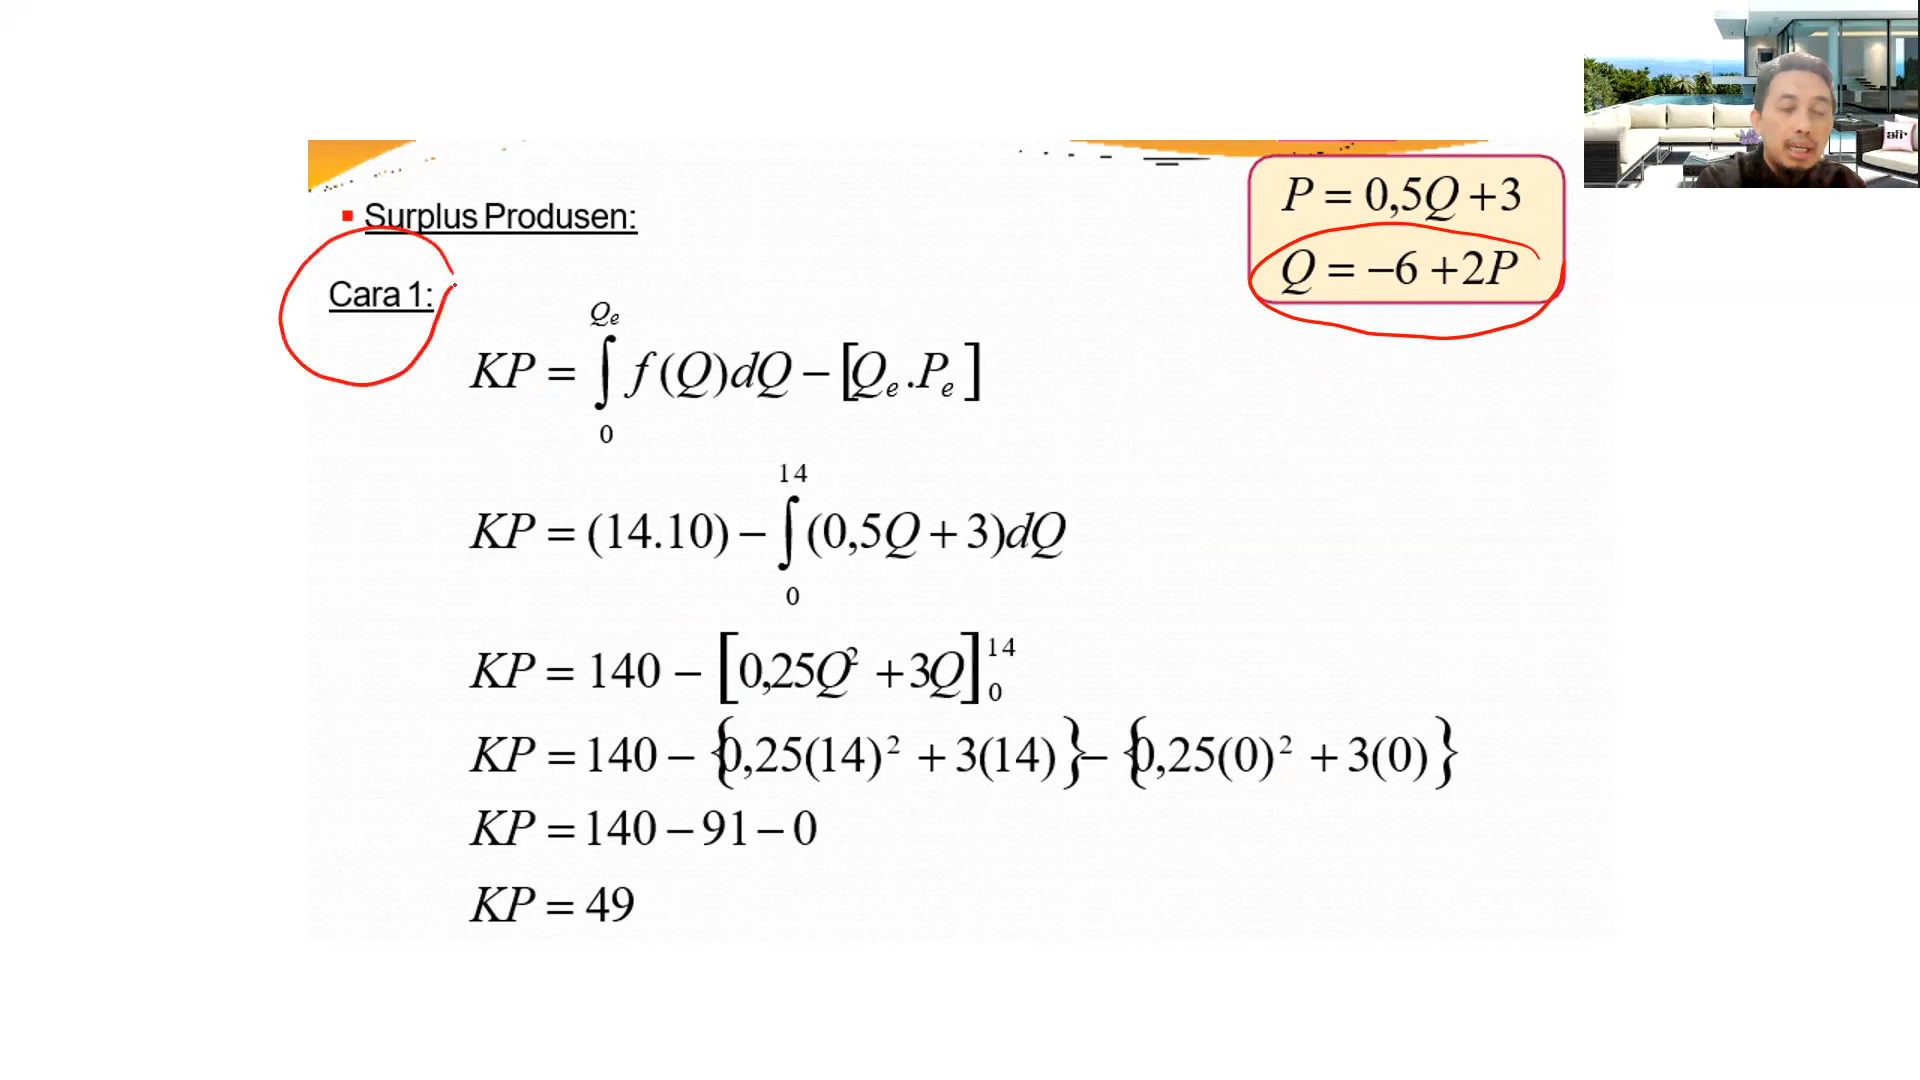 Surplus Produsen:
P = 0,5Q + 3
Q = −6 + 2P
Cara 1:
KP = ∫₀^Qe f(Q)dQ − [Qe.Pe]
KP = (14.10) − ∫₀^14 (0,5Q + 3)dQ
KP = 140 − [0,25Q² + 3Q]₀^14
KP = 140 − {0,25(14)² + 3(14)} − {0,25(0)² + 3(0)}
KP = 140 − 91 − 0
KP = 49